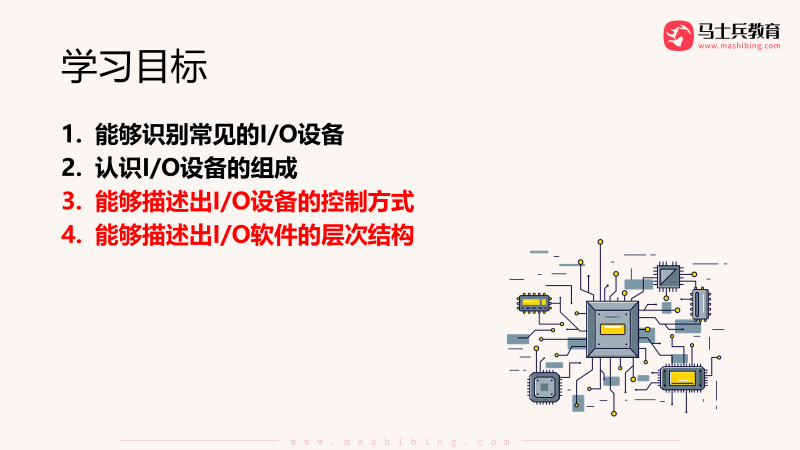 马士兵教育
www.mashibing.com
学习目标
1. 能够识别常见的I/O设备
2. 认识I/O设备的组成
3. 能够描述出I/O设备的控制方式
4. 能够描述出I/O软件的层次结构
www.mashibing.com